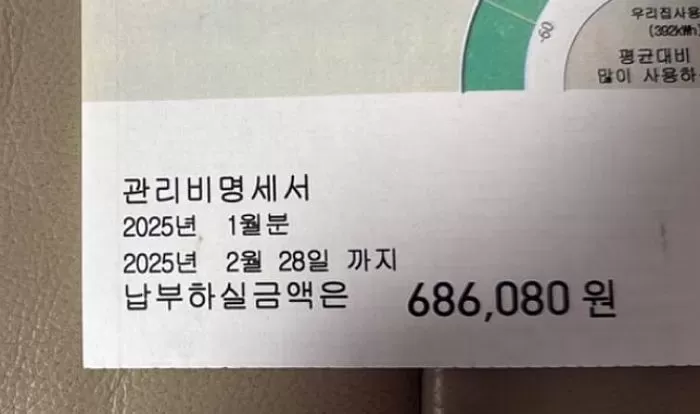 우리집사용
(392kWh)
평균대비
많이 사용하
관리비명세서
2025년 1월분
2025년 2월 28일 까지
납부하실금액은 686,080 원